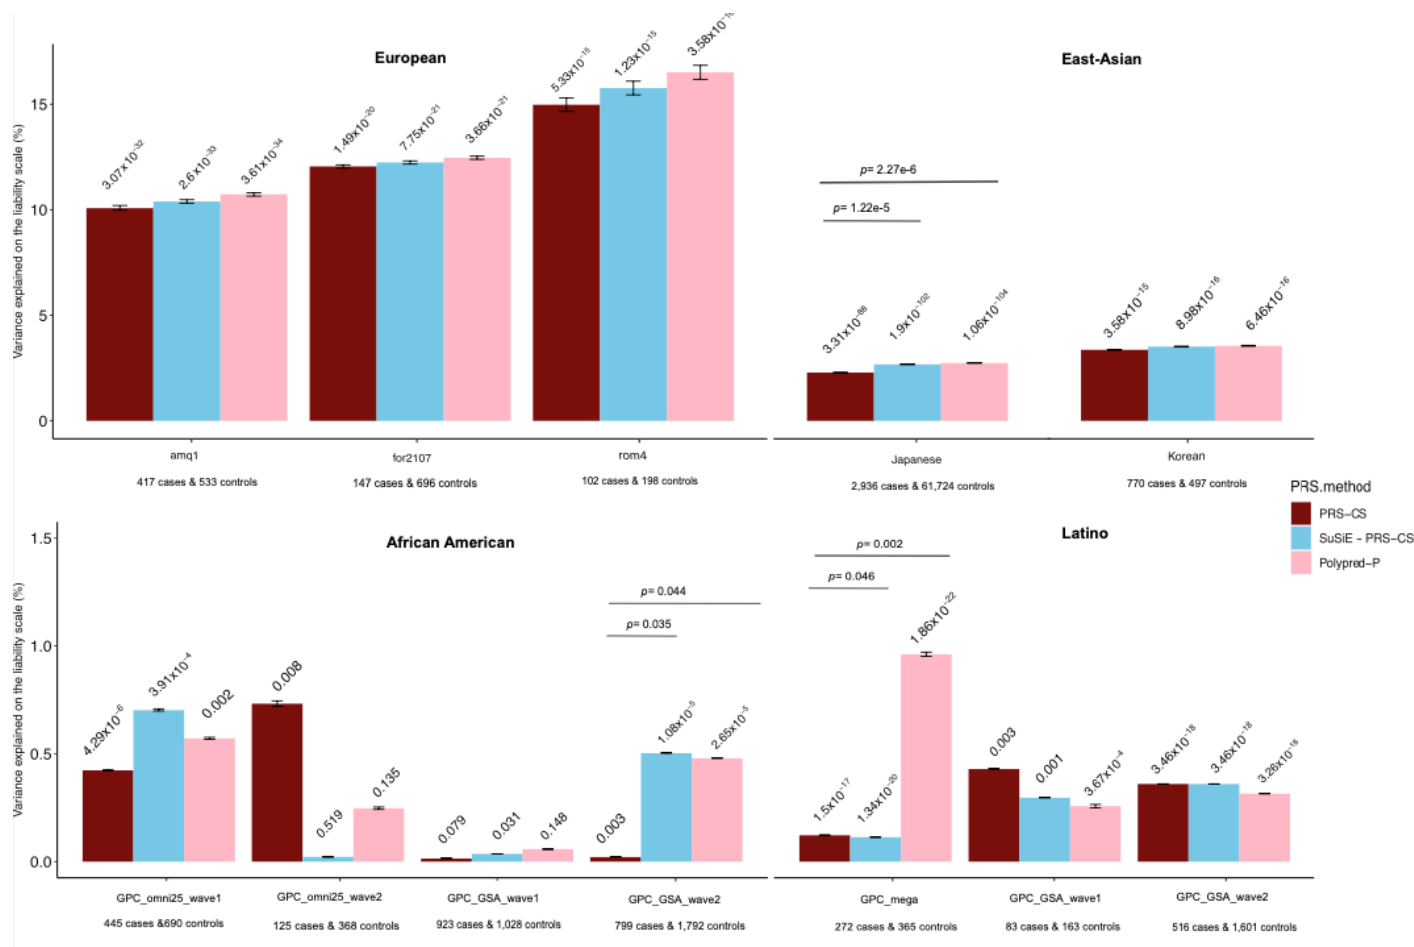 European
East-Asian
Variance explained on the liability scale (%)
15
10
5
0
3.07x10⁻³²
2.6x10⁻³³
3.61x10⁻³⁴
1.49x10⁻²⁰
7.75x10⁻²¹
3.66x10⁻²¹
5.33x10⁻¹⁵
1.23x10⁻¹⁵
p= 2.27e-6
p= 1.22e-5
1.9x10⁻¹⁰²
1.06x10⁻¹⁰⁴
3.58x10⁻¹⁵
8.98x10⁻¹⁶
6.46x10⁻¹⁶
amq1
for2107
rom4
Japanese
Korean
417 cases & 533 controls
147 cases & 696 controls
102 cases & 198 controls
2,936 cases & 61,724 controls
770 cases & 497 controls
PRS.method
PRS-CS
SuSiE - PRS-CS
Polypred-P
African American
Latino
Variance explained on the liability scale (%)
1.5
1.0
0.5
0.0
4.29x10⁻⁶
3.91x10⁻⁴
0.002
0.008
0.519
0.135
0.079
0.031
0.148
p= 0.044
p= 0.035
0.003
1.08x10⁻⁵
2.65x10⁻⁵
p= 0.002
p= 0.046
1.5x10⁻¹⁷
1.34x10⁻²⁰
1.86x10⁻²²
0.003
0.001
3.67x10⁻⁴
3.46x10⁻¹⁸
3.46x10⁻¹⁸
GPC_omni25_wave1
GPC_omni25_wave2
GPC_GSA_wave1
GPC_GSA_wave2
GPC_mega
GPC_GSA_wave1
GPC_GSA_wave2
445 cases &690 controls
125 cases & 368 controls
923 cases & 1,028 controls
799 cases & 1,792 controls
272 cases & 365 controls
83 cases & 163 controls
516 cases & 1,601 controls